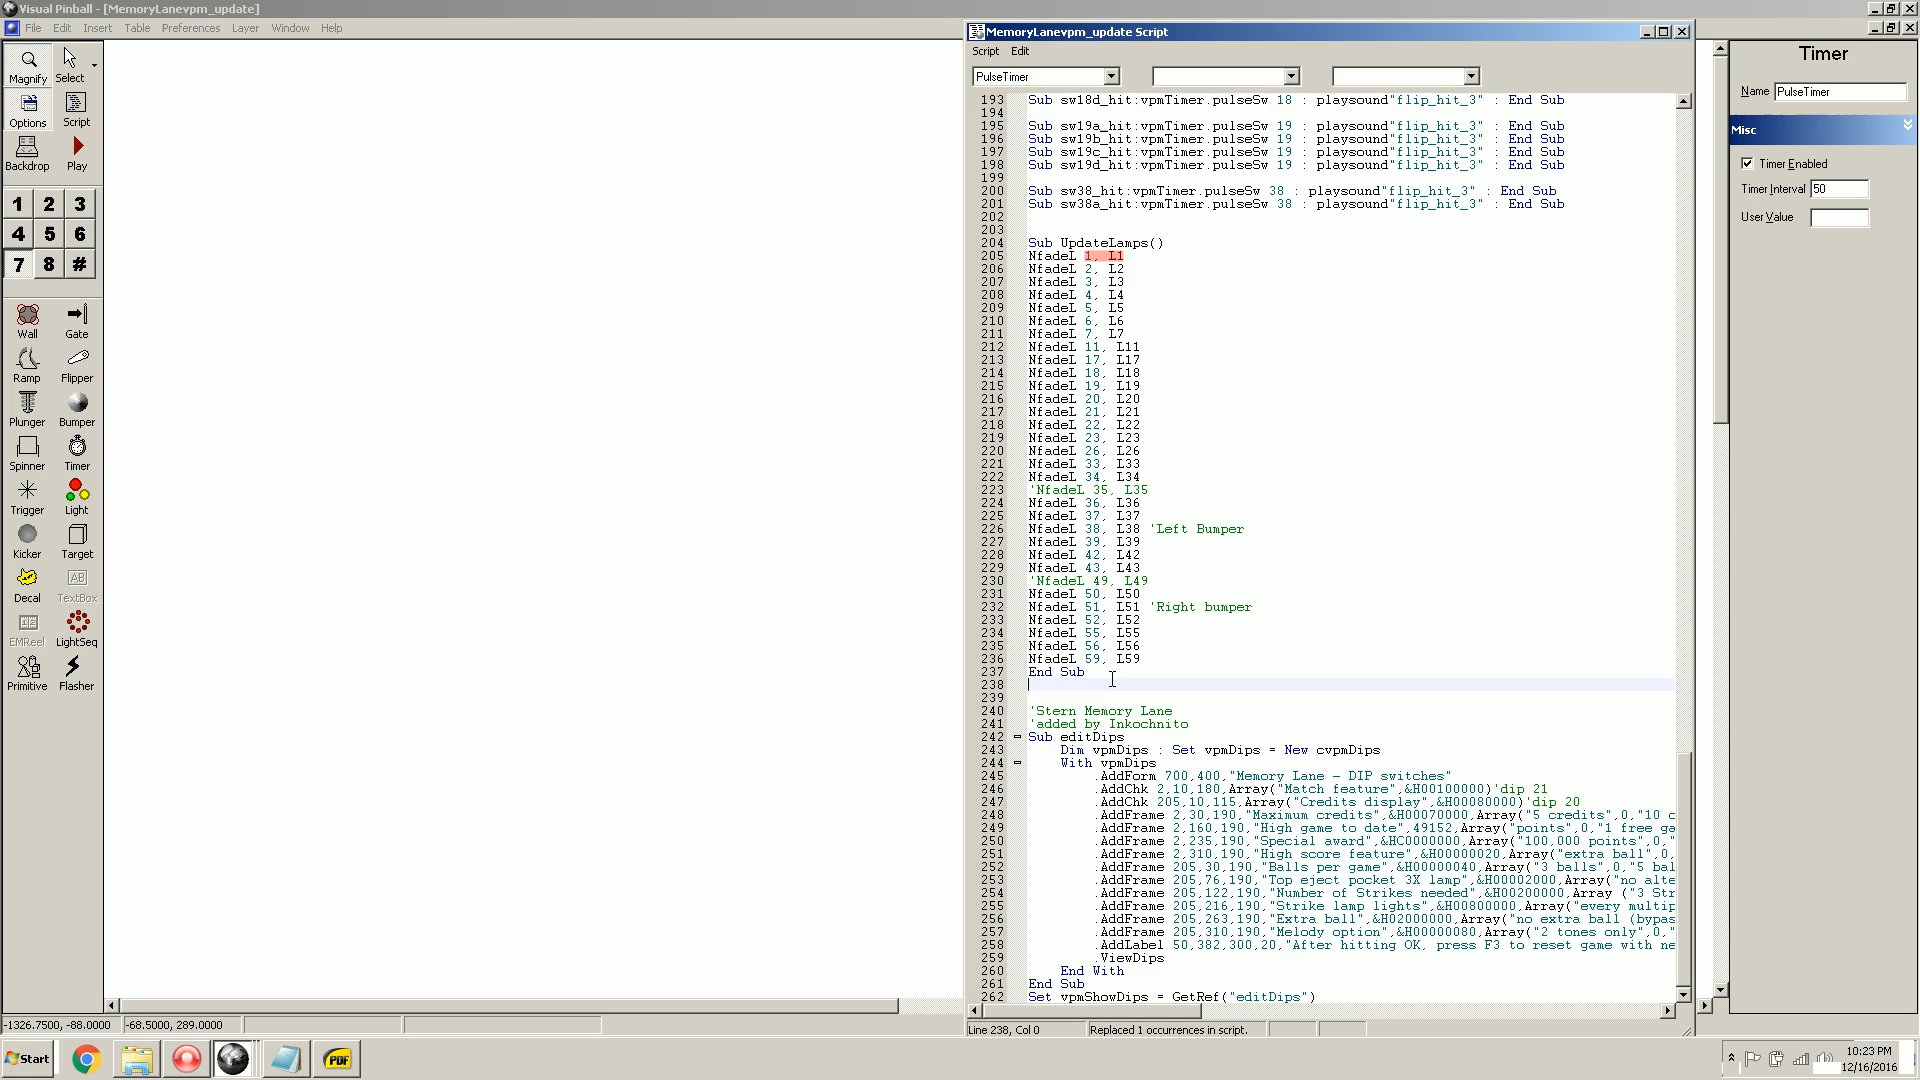 Visual Pinball - [MemoryLanevpm_update]
File Edit Insert Table Preferences Layer Window Help
Magnify Select
Options Script
Backdrop Play
1 2 3
4 5 6
7 8 #
Wall Gate
Ramp Flipper
Plunger Bumper
Spinner Timer
Trigger Light
Kicker Target
Decal TextBox
EMReel LightSeq
Primitive Flasher
MemoryLanevpm_update Script
Script Edit
PulseTimer
193 Sub sw18d_hit:vpmTimer.pulseSw 18 : playsound"flip_hit_3" : End Sub
194
195 Sub sw19a_hit:vpmTimer.pulseSw 19 : playsound"flip_hit_3" : End Sub
196 Sub sw19b_hit:vpmTimer.pulseSw 19 : playsound"flip_hit_3" : End Sub
197 Sub sw19c_hit:vpmTimer.pulseSw 19 : playsound"flip_hit_3" : End Sub
198 Sub sw19d_hit:vpmTimer.pulseSw 19 : playsound"flip_hit_3" : End Sub
199
200 Sub sw38_hit:vpmTimer.pulseSw 38 : playsound"flip_hit_3" : End Sub
201 Sub sw38a_hit:vpmTimer.pulseSw 38 : playsound"flip_hit_3" : End Sub
202
203
204 Sub UpdateLamps()
205 NfadeL 1, L1
206 NfadeL 2, L2
207 NfadeL 3, L3
208 NfadeL 4, L4
209 NfadeL 5, L5
210 NfadeL 6, L6
211 NfadeL 7, L7
212 NfadeL 11, L11
213 NfadeL 17, L17
214 NfadeL 18, L18
215 NfadeL 19, L19
216 NfadeL 20, L20
217 NfadeL 21, L21
218 NfadeL 22, L22
219 NfadeL 23, L23
220 NfadeL 26, L26
221 NfadeL 33, L33
222 NfadeL 34, L34
223 'NfadeL 35, L35
224 NfadeL 36, L36
225 NfadeL 37, L37
226 NfadeL 38, L38 'Left Bumper
227 NfadeL 39, L39
228 NfadeL 42, L42
229 NfadeL 43, L43
230 'NfadeL 49, L49
231 NfadeL 50, L50
232 NfadeL 51, L51 'Right bumper
233 NfadeL 52, L52
234 NfadeL 55, L55
235 NfadeL 56, L56
236 NfadeL 59, L59
237 End Sub
238
239
240 'Stern Memory Lane
241 'added by Inkochnito
242 Sub editDips
243 Dim vpmDips : Set vpmDips = New cvpmDips
244 With vpmDips
245 .AddForm 700,400,"Memory Lane - DIP switches"
246 .AddChk 2,10,180,Array("Match feature",&H00100000)'dip 21
247 .AddChk 205,10,115,Array("Credits display",&H00080000)'dip 20
248 .AddFrame 2,30,190,"Maximum credits",&H00070000,Array("5 credits",0,"10 c
249 .AddFrame 2,160,190,"High game to date",49152,Array("points",0,"1 free ga
250 .AddFrame 2,235,190,"Special award",&HC0000000,Array("100,000 points",0,"
251 .AddFrame 2,310,190,"High score feature",&H00000020,Array("extra ball",0,
252 .AddFrame 205,30,190,"Balls per game",&H00000040,Array("3 balls",0,"5 bal
253 .AddFrame 205,76,190,"Top eject pocket 3X lamp",&H00002000,Array("no alte
254 .AddFrame 205,122,190,"Number of Strikes needed",&H00200000,Array ("3 Str
255 .AddFrame 205,216,190,"Strike lamp lights",&H00800000,Array("every multip
256 .AddFrame 205,263,190,"Extra ball",&H02000000,Array("no extra ball (bypas
257 .AddFrame 205,310,190,"Melody option",&H00000080,Array("2 tones only",0,"
258 .AddLabel 50,382,300,20,"After hitting OK, press F3 to reset game with ne
259 .ViewDips
260 End With
261 End Sub
262 Set vpmShowDips = GetRef("editDips")
Line 238, Col 0 Replaced 1 occurrences in script.
Timer
Name PulseTimer
Misc
Timer Enabled
Timer Interval 50
User Value
-1326.7500, -88.0000 -68.5000, 289.0000
Start PDF
10:23 PM
12/16/2016